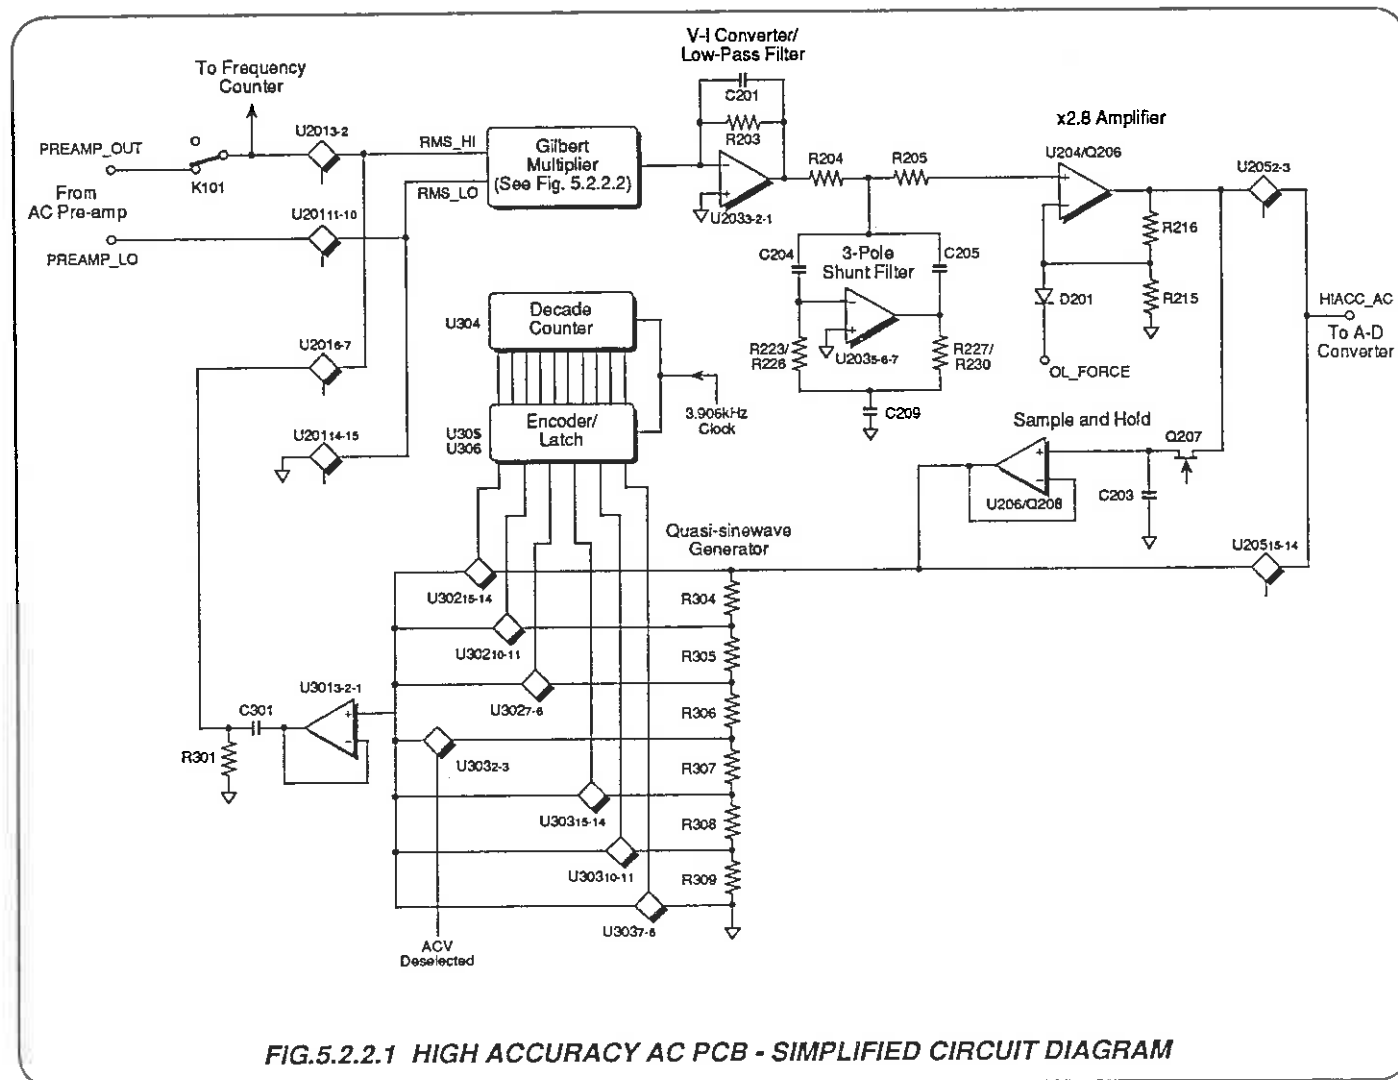 V-I Converter/
Low-Pass Filter
To Frequency
Counter
C201
R203
x2.8 Amplifier
PREAMP_OUT
K101
U2013-2
RMS_HI
Gilbert
Multiplier
(See Fig. 5.2.2.2)
U2033-2-1
R204
R205
U204/Q206
U2052-3
From
AC Pre-amp
U20111-10
RMS_LO
PREAMP_LO
R216
C204
3-Pole
Shunt Filter
C205
D201
R215
HIACC_AC
To A-D
Converter
U304
Decade
Counter
U2016-7
R223/
R226
U2035-6-7
R227/
R230
OL_FORCE
3.906kHz
Clock
C209
U305
U306
Encoder/
Latch
U20114-15
Sample and Hold
Q207
U206/Q208
C203
Quasi-sinewave
Generator
U20515-14
U30215-14
R304
U30210-11
R305
U3027-6
R306
U3013-2-1
C301
R301
U3032-3
R307
U30315-14
R308
U30310-11
R309
U3037-6
ACV
Deselected
FIG.5.2.2.1 HIGH ACCURACY AC PCB - SIMPLIFIED CIRCUIT DIAGRAM